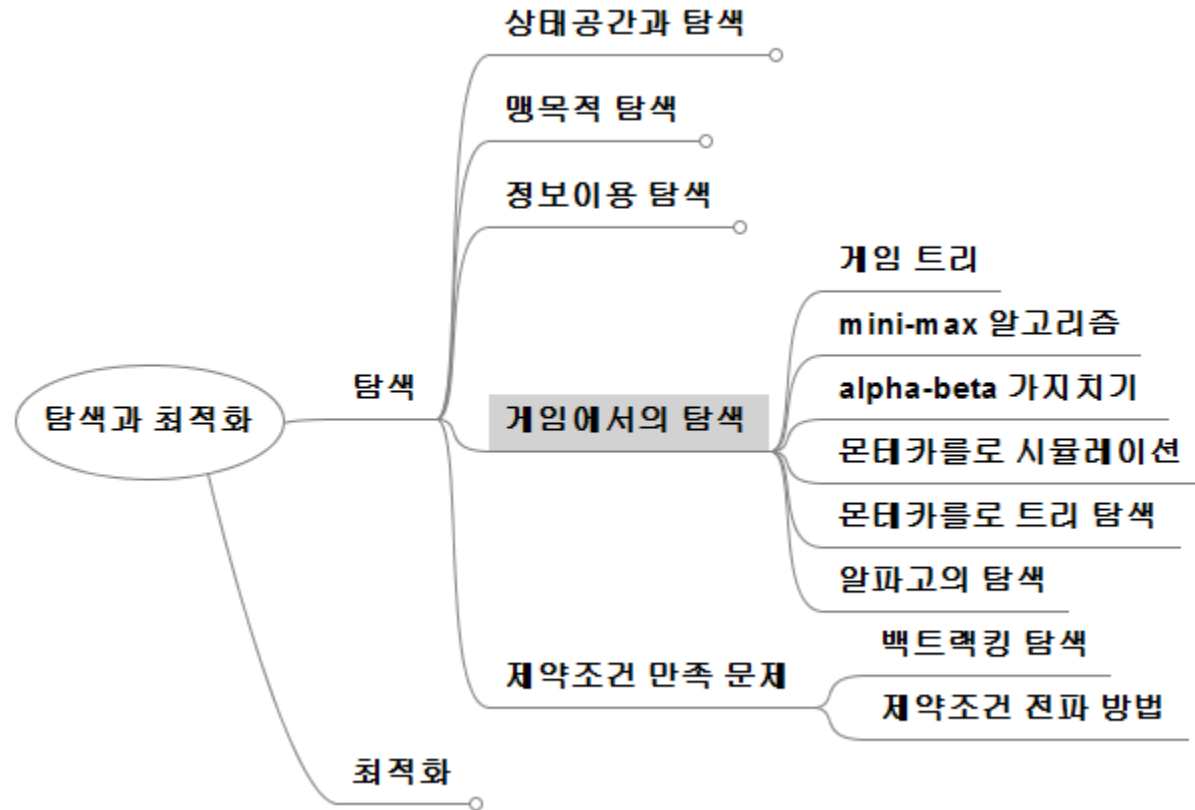 상태공간과 탐색
맹목적 탐색
정보이용 탐색
게임 트리
mini-max 알고리즘
alpha-beta 가지치기
몬테카를로 시뮬레이션
몬테카를로 트리 탐색
알파고의 탐색
게임에서의 탐색
탐색
탐색과 최적화
백트랙킹 탐색
제약조건 만족 문제
제약조건 전파 방법
최적화